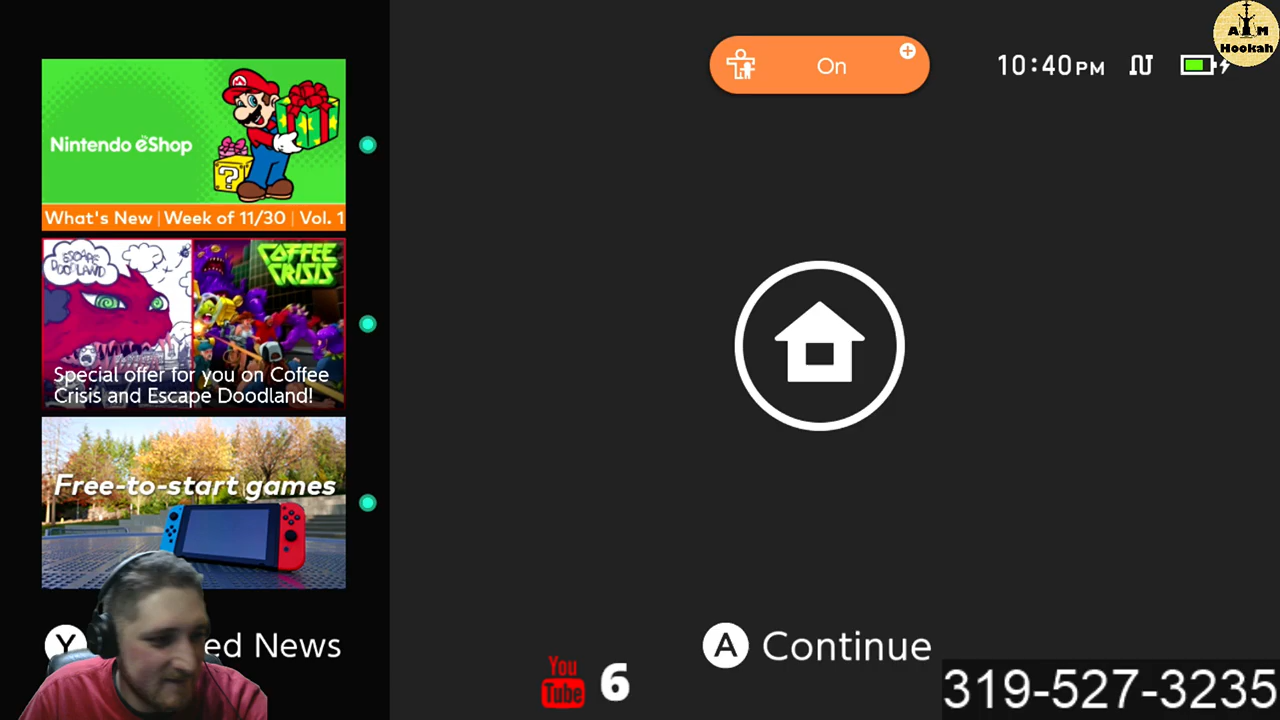 Nintendo eShop
What's New | Week of 11/30 | Vol. 1
ESCAPE
DOODLAND
COFFEE
CRISIS
Special offer for you on Coffee
Crisis and Escape Doodland!
Free-to-start games
Y ed News
On
10:40PM
A M
Hookah
A Continue
You
Tube 6
319-527-3235